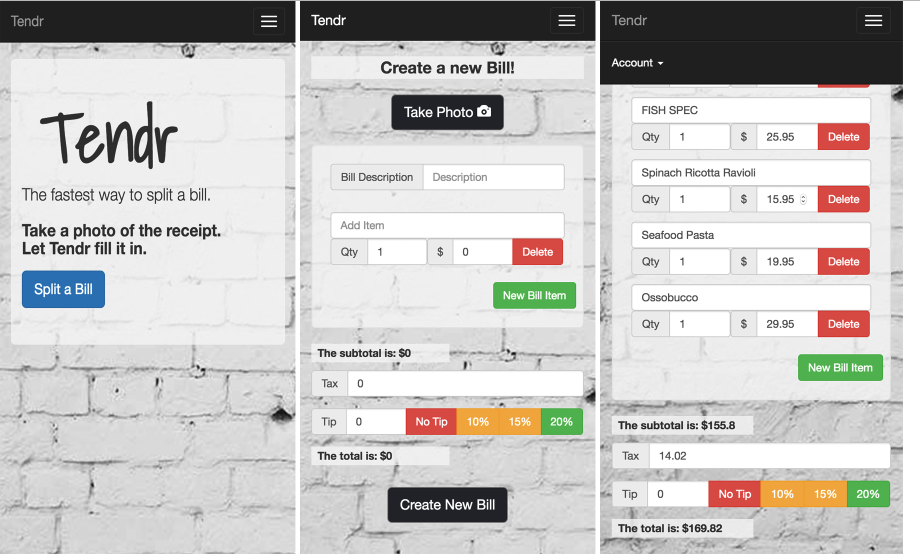 Tendr
Tendr
The fastest way to split a bill.
Take a photo of the receipt.
Let Tendr fill it in.
Split a Bill
Tendr
Create a new Bill!
Take Photo
Bill Description Description
Add Item
Qty 1 $ 0 Delete
New Bill Item
The subtotal is: $0
Tax 0
Tip 0 No Tip 10% 15% 20%
The total is: $0
Create New Bill
Tendr
Account
FISH SPEC
Qty 1 $ 25.95 Delete
Spinach Ricotta Ravioli
Qty 1 $ 15.95 Delete
Seafood Pasta
Qty 1 $ 19.95 Delete
Ossobucco
Qty 1 $ 29.95 Delete
New Bill Item
The subtotal is: $155.8
Tax 14.02
Tip 0 No Tip 10% 15% 20%
The total is: $169.82